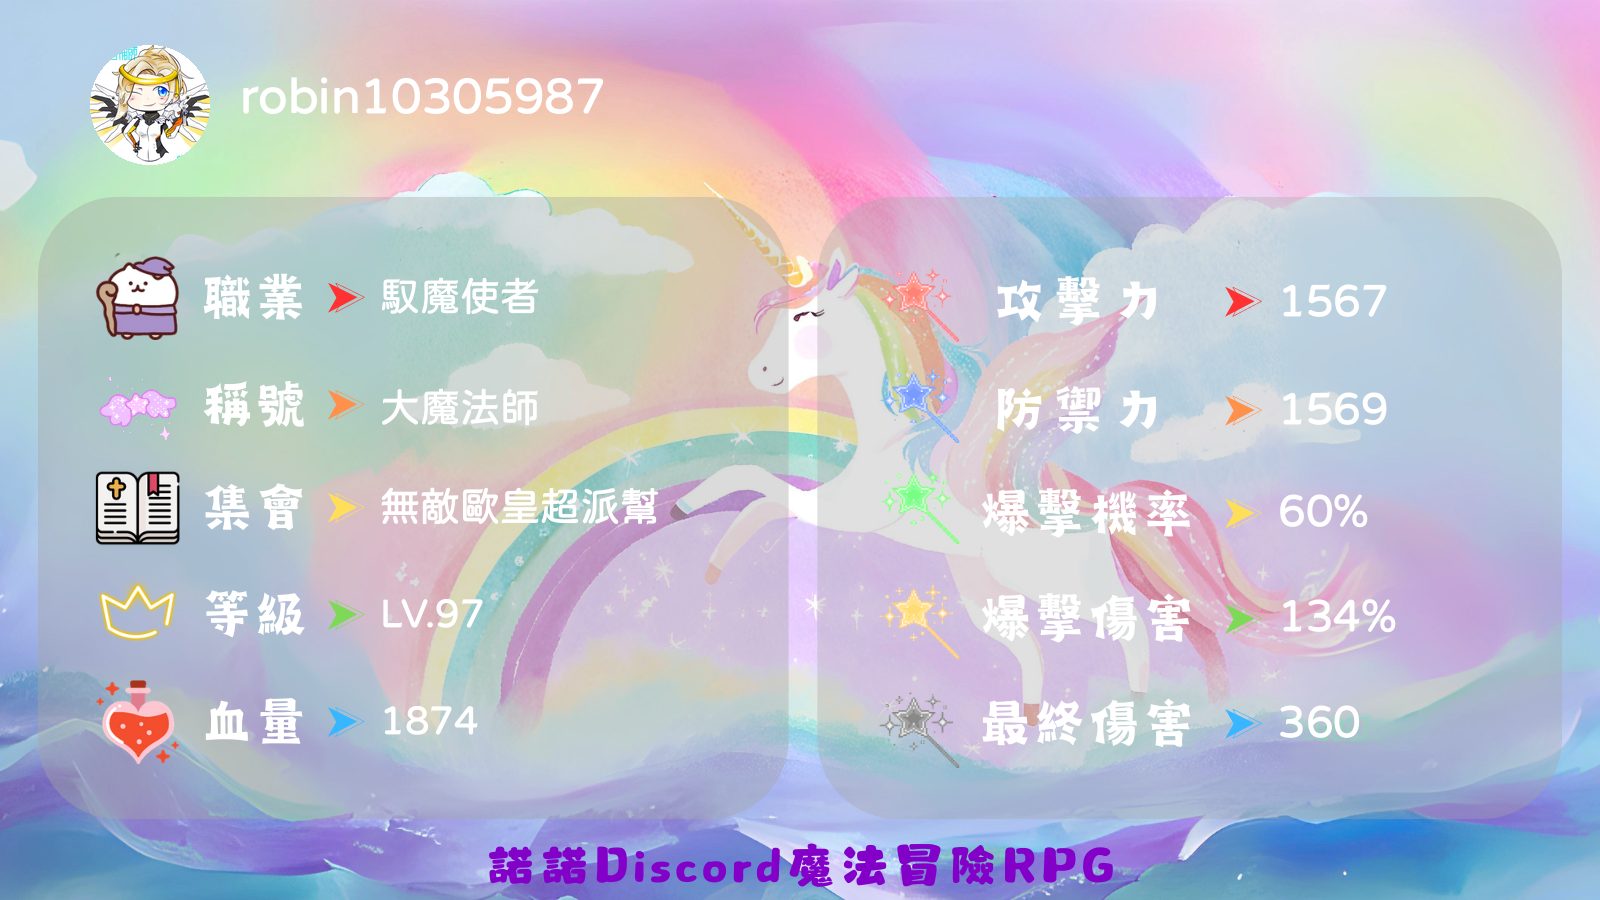 robin10305987
職業 馭魔使者
稱號 大魔法師
集會 無敵歐皇超派幫
等級 LV.97
血量 1874
攻擊力 1567
防禦力 1569
爆擊機率 60%
爆擊傷害 134%
最終傷害 360
諾諾Discord魔法冒險RPG